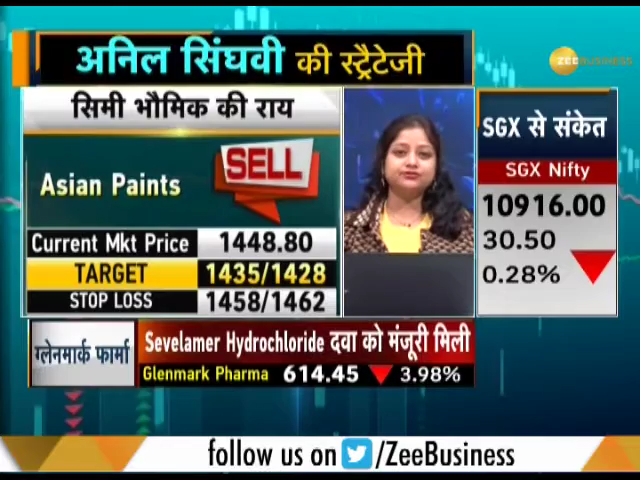 अनिल सिंघवी की स्ट्रैटेजी
ZEE BUSINESS
सिमी भौमिक की राय
SELL
Asian Paints
Current Mkt Price 1448.80
TARGET 1435/1428
STOP LOSS 1458/1462
SGX से संकेत
SGX Nifty
10916.00
30.50
0.28%
ग्लेनमार्क फार्मा
Sevelamer Hydrochloride दवा को मंजूरी मिली
Glenmark Pharma 614.45 3.98%
follow us on /ZeeBusiness